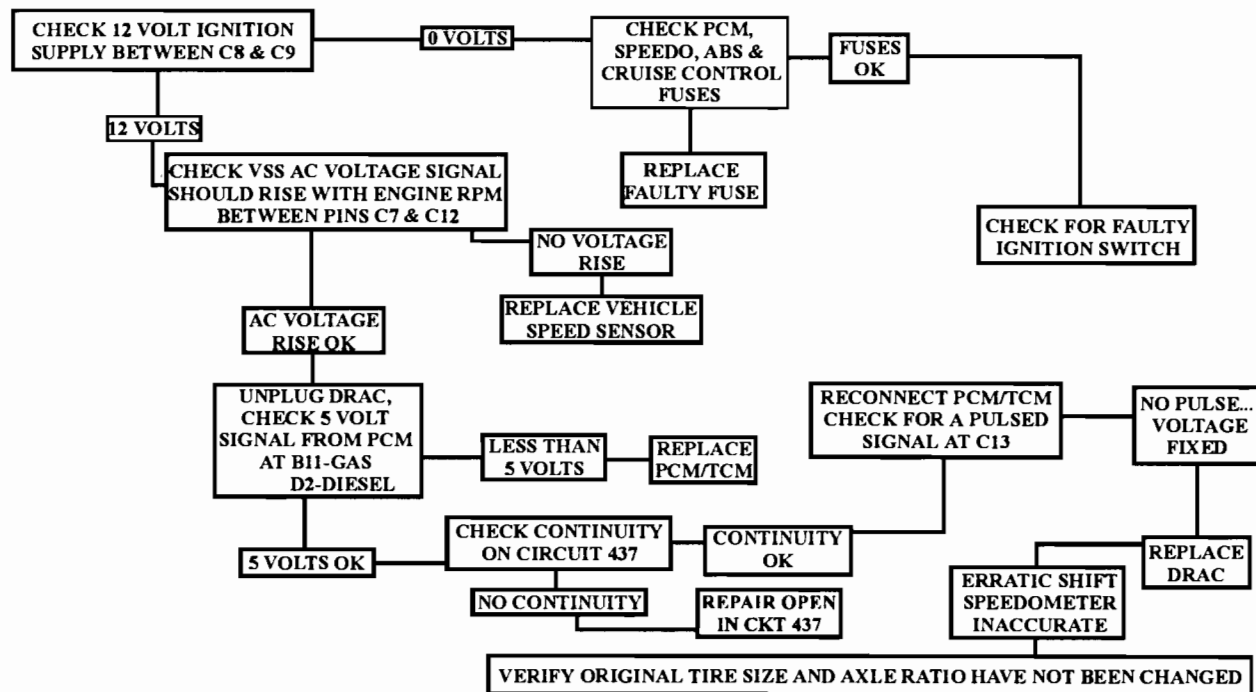 CHECK 12 VOLT IGNITION
SUPPLY BETWEEN C8 & C9
0 VOLTS
CHECK PCM,
SPEEDO, ABS &
CRUISE CONTROL
FUSES
FUSES
OK
12 VOLTS
REPLACE
FAULTY FUSE
CHECK FOR FAULTY
IGNITION SWITCH
CHECK VSS AC VOLTAGE SIGNAL
SHOULD RISE WITH ENGINE RPM
BETWEEN PINS C7 & C12
NO VOLTAGE
RISE
REPLACE VEHICLE
SPEED SENSOR
AC VOLTAGE
RISE OK
UNPLUG DRAC,
CHECK 5 VOLT
SIGNAL FROM PCM
AT B11-GAS
D2-DIESEL
LESS THAN
5 VOLTS
REPLACE
PCM/TCM
5 VOLTS OK
CHECK CONTINUITY
ON CIRCUIT 437
NO CONTINUITY
REPAIR OPEN
IN CKT 437
CONTINUITY
OK
RECONNECT PCM/TCM
CHECK FOR A PULSED
SIGNAL AT C13
NO PULSE...
VOLTAGE
FIXED
REPLACE
DRAC
ERRATIC SHIFT
SPEEDOMETER
INACCURATE
VERIFY ORIGINAL TIRE SIZE AND AXLE RATIO HAVE NOT BEEN CHANGED